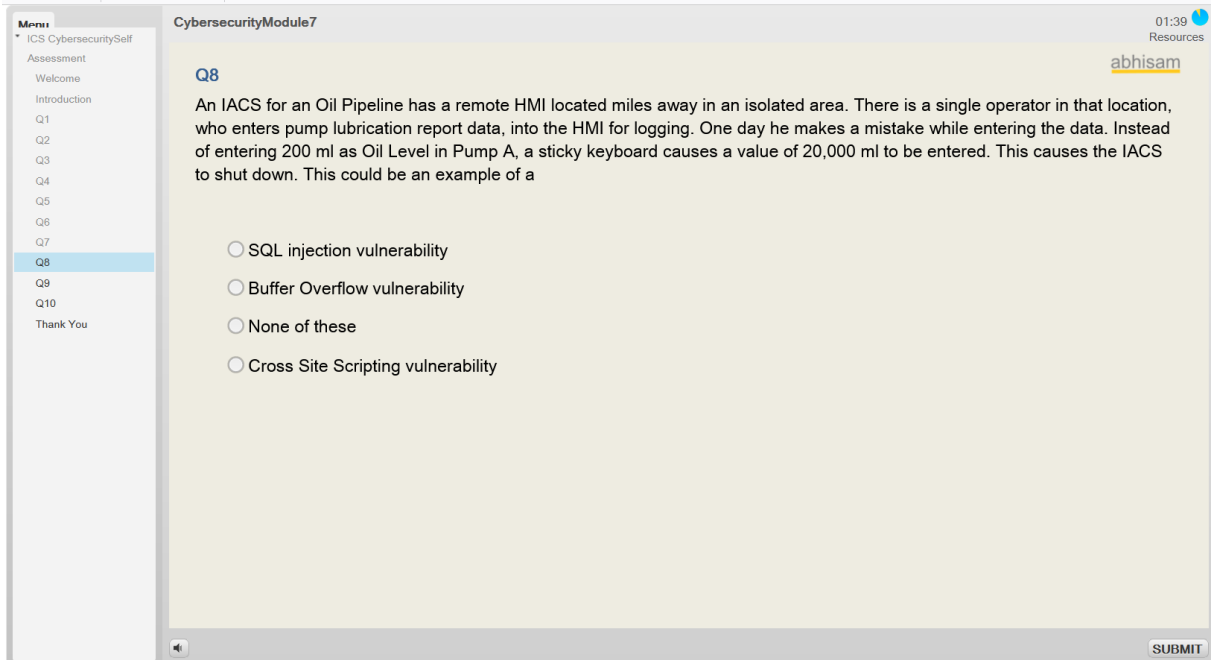 Menu
CybersecurityModule7
01:39
Resources
ICS CybersecuritySelf
Assessment
Welcome
Introduction
Q1
Q2
Q3
Q4
Q5
Q6
Q7
Q8
Q9
Q10
Thank You
abhisam
Q8
An IACS for an Oil Pipeline has a remote HMI located miles away in an isolated area. There is a single operator in that location,
who enters pump lubrication report data, into the HMI for logging. One day he makes a mistake while entering the data. Instead
of entering 200 ml as Oil Level in Pump A, a sticky keyboard causes a value of 20,000 ml to be entered. This causes the IACS
to shut down. This could be an example of a
SQL injection vulnerability
Buffer Overflow vulnerability
None of these
Cross Site Scripting vulnerability
SUBMIT